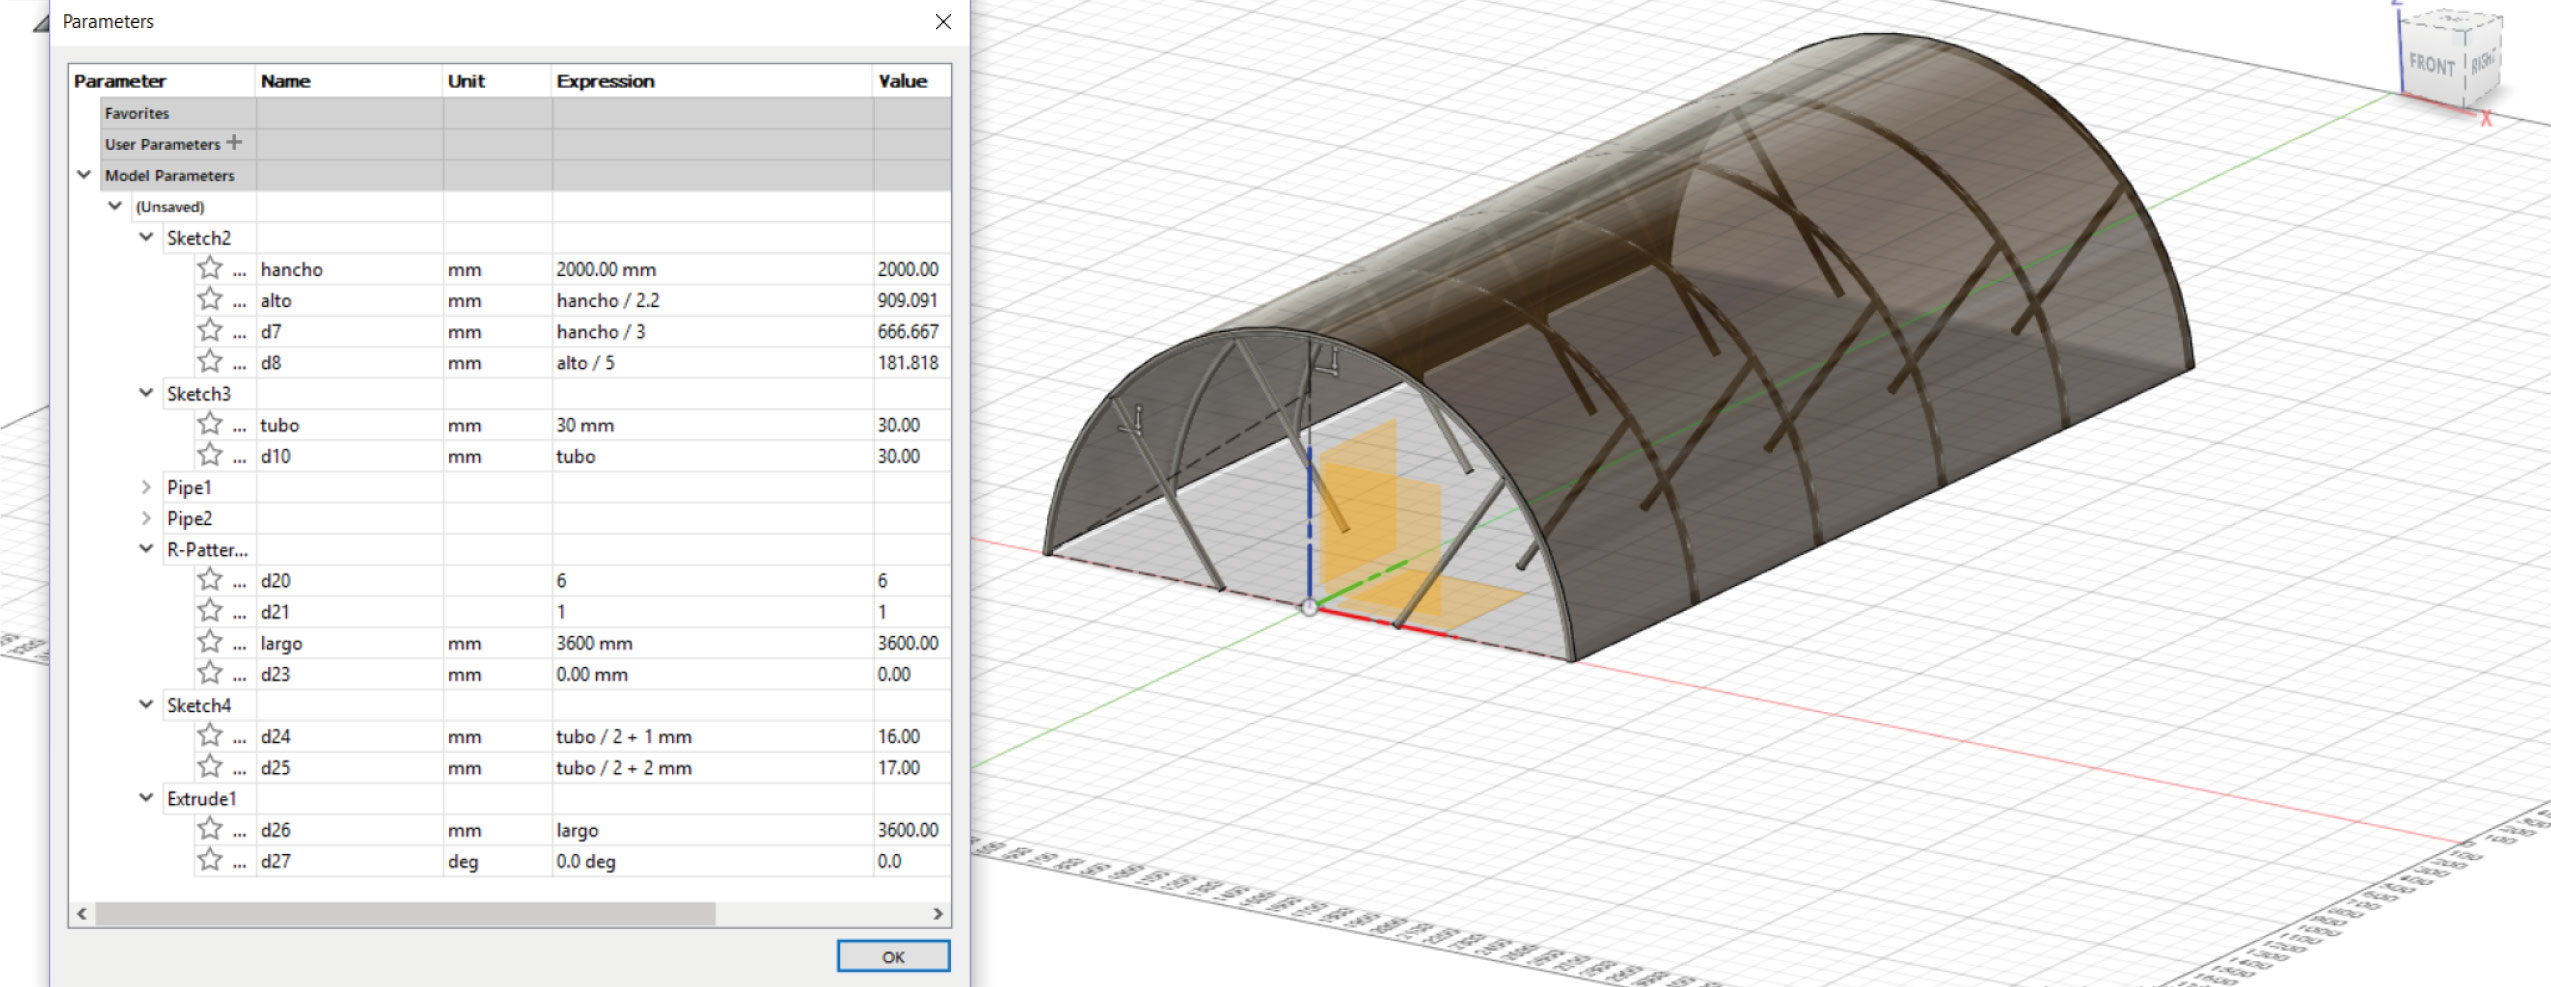 Parameters
Parameter Name Unit Expression Value
Favorites
User Parameters +
Model Parameters
(Unsaved)
Sketch2
... hancho mm 2000.00 mm 2000.00
... alto mm hancho / 2.2 909.091
... d7 mm hancho / 3 666.667
... d8 mm alto / 5 181.818
Sketch3
... tubo mm 30 mm 30.00
... d10 mm tubo 30.00
Pipe1
Pipe2
R-Patter...
... d20 6 6
... d21 1 1
... largo mm 3600 mm 3600.00
... d23 mm 0.00 mm 0.00
Sketch4
... d24 mm tubo / 2 + 1 mm 16.00
... d25 mm tubo / 2 + 2 mm 17.00
Extrude1
... d26 mm largo 3600.00
... d27 deg 0.0 deg 0.0
OK
Z
FRONT RIGHT
X